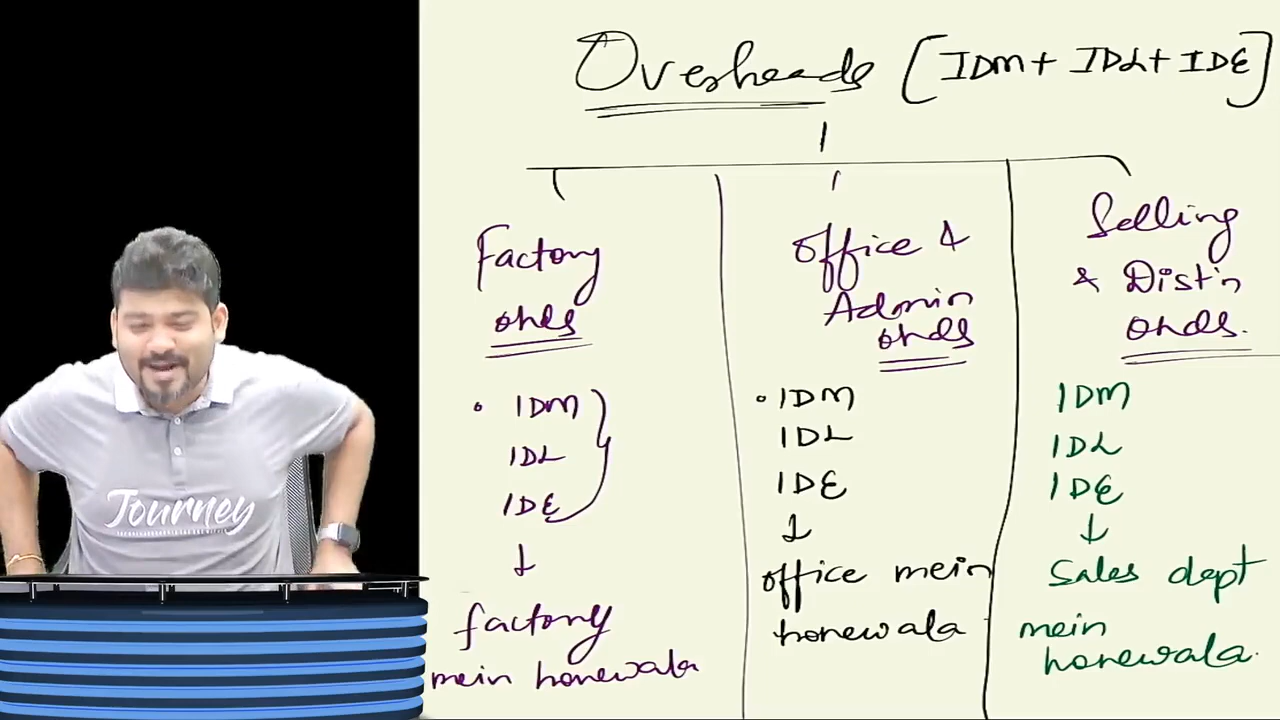 Overheads [IDM + IDL + IDE]
Factory
ohds
• IDM
IDL
IDE
↓
factory
mein honewala
Office &
Admin
ohds
• IDM
IDL
IDE
↓
office mein
honewala
Selling
& Dist'n
ohds.
IDM
IDL
IDE
↓
Sales dept
mein
honewala.
Journey